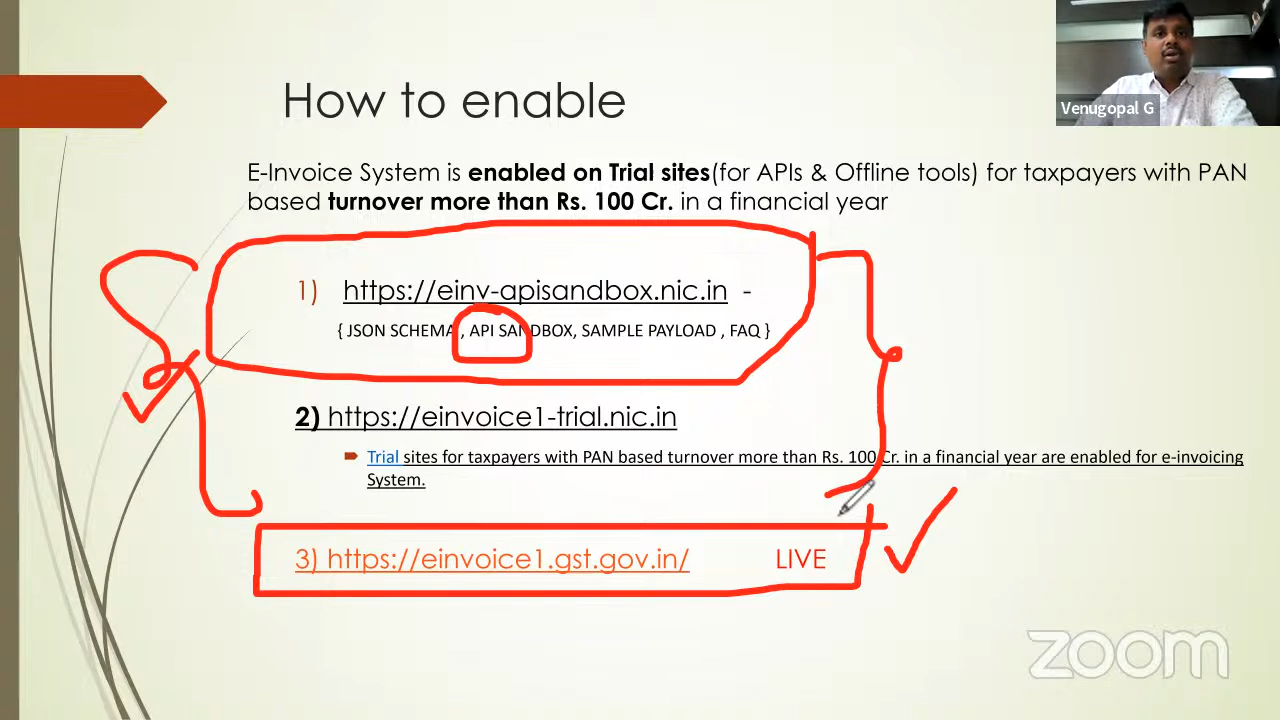 How to enable
Venugopal G
E-Invoice System is enabled on Trial sites(for APIs & Offline tools) for taxpayers with PAN
based turnover more than Rs. 100 Cr. in a financial year
1) https://einv-apisandbox.nic.in -
{ JSON SCHEMA , API SANDBOX, SAMPLE PAYLOAD , FAQ }
2) https://einvoice1-trial.nic.in
Trial sites for taxpayers with PAN based turnover more than Rs. 100 Cr. in a financial year are enabled for e-invoicing
System.
3) https://einvoice1.gst.gov.in/ LIVE
zoom